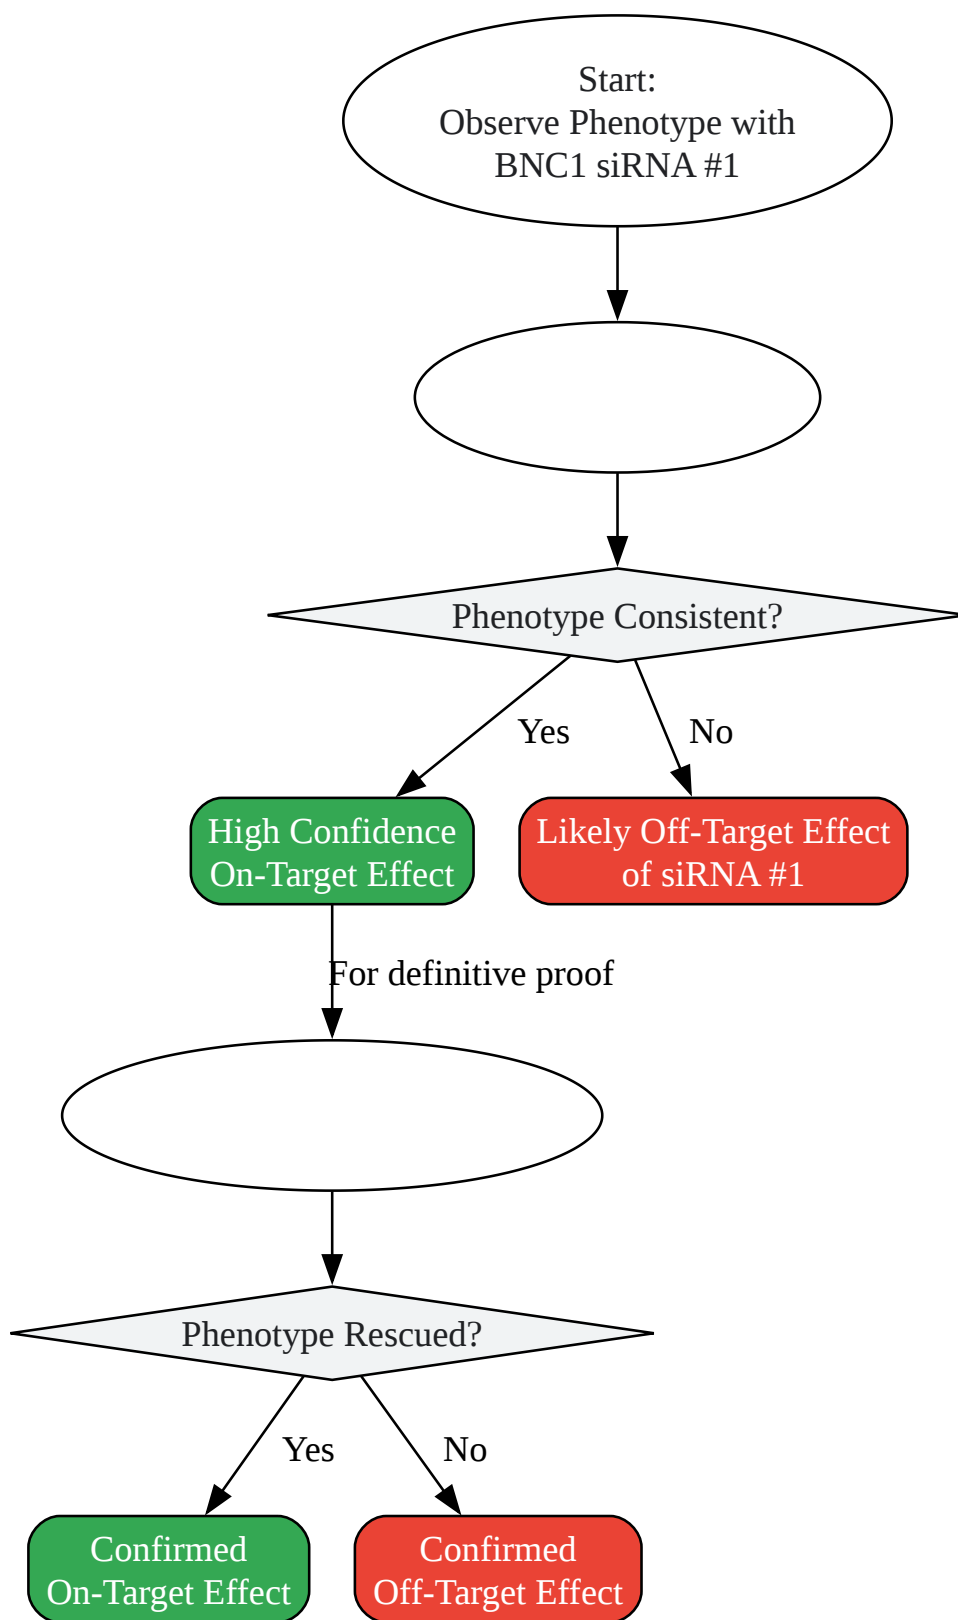 Start:
Observe Phenotype with
BNC1 siRNA #1
Phenotype Consistent?
Yes
No
High Confidence
On-Target Effect
Likely Off-Target Effect
of siRNA #1
For definitive proof
Phenotype Rescued?
Yes
No
Confirmed
On-Target Effect
Confirmed
Off-Target Effect